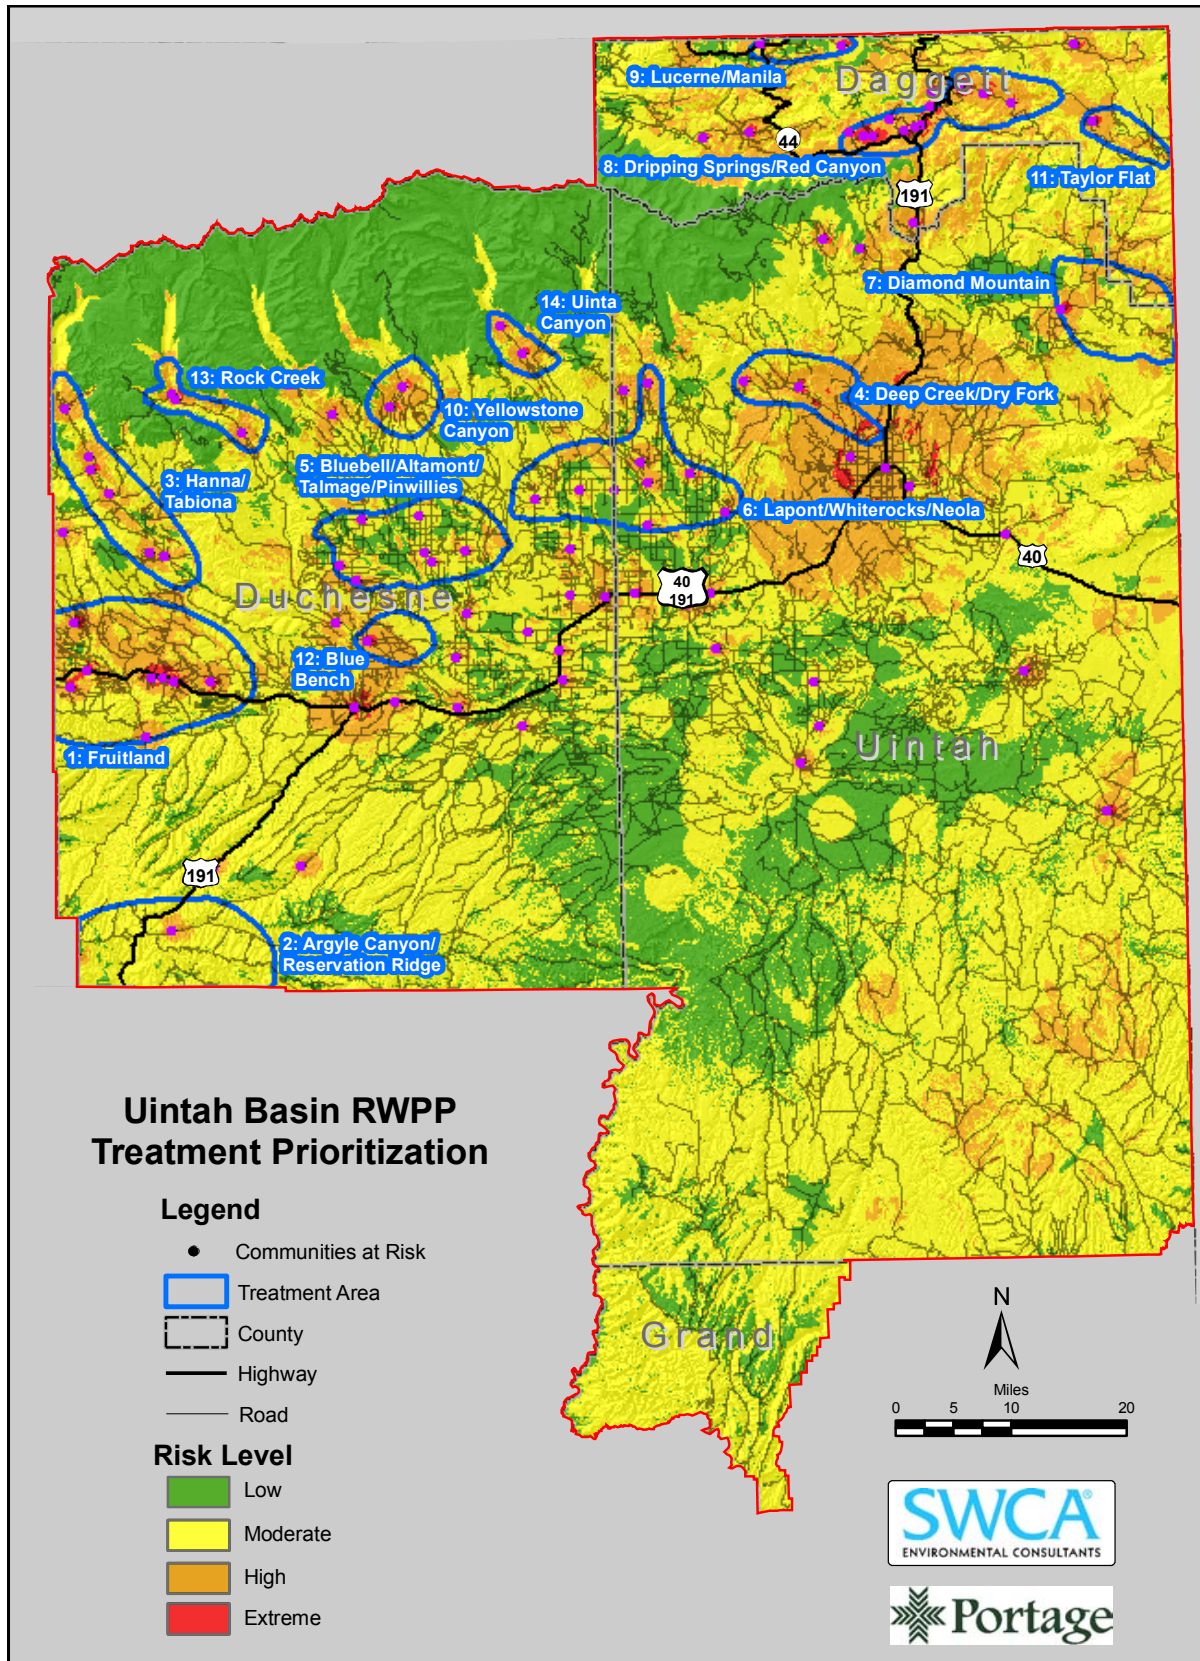 9: Lucerne/Manila
Daggett
44
8: Dripping Springs/Red Canyon
11: Taylor Flat
191
7: Diamond Mountain
14: Uinta
Canyon
13: Rock Creek
10: Yellowstone
Canyon
4: Deep Creek/Dry Fork
3: Hanna/
Tabiona
5: Bluebell/Altamont/
Talmage/Pinwillies
6: Lapont/Whiterocks/Neola
40
40
191
Duchesne
12: Blue
Bench
1: Fruitland
Uintah
191
2: Argyle Canyon/
Reservation Ridge
Uintah Basin RWPP
Treatment Prioritization
Legend
Communities at Risk
Treatment Area
County
Highway
Road
Risk Level
Low
Moderate
High
Extreme
Grand
N
Miles
0 5 10 20
SWCA®
ENVIRONMENTAL CONSULTANTS
Portage